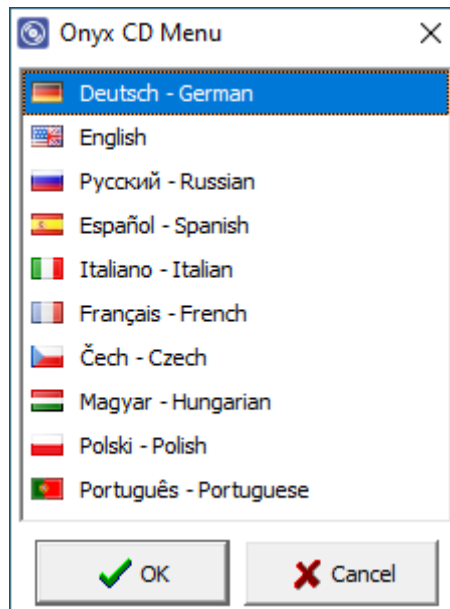 Onyx CD Menu
Deutsch - German
English
Русский - Russian
Español - Spanish
Italiano - Italian
Français - French
Čech - Czech
Magyar - Hungarian
Polski - Polish
Português - Portuguese
OK
Cancel